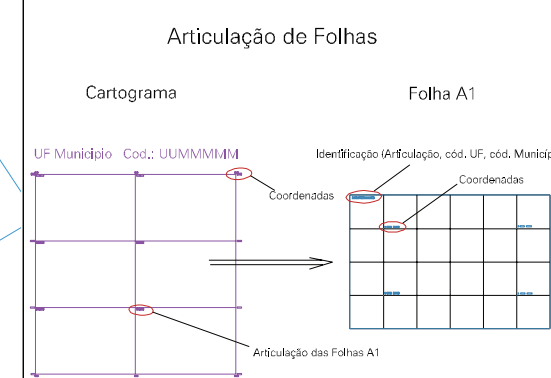 Articulação de Folhas
Cartograma
Folha A1
UF Municipio Cod.: UUMMMMM
Identificação (Articulação, cód. UF, cód. Municíp
Coordenadas
Coordenadas
Articulação das Folhas A1